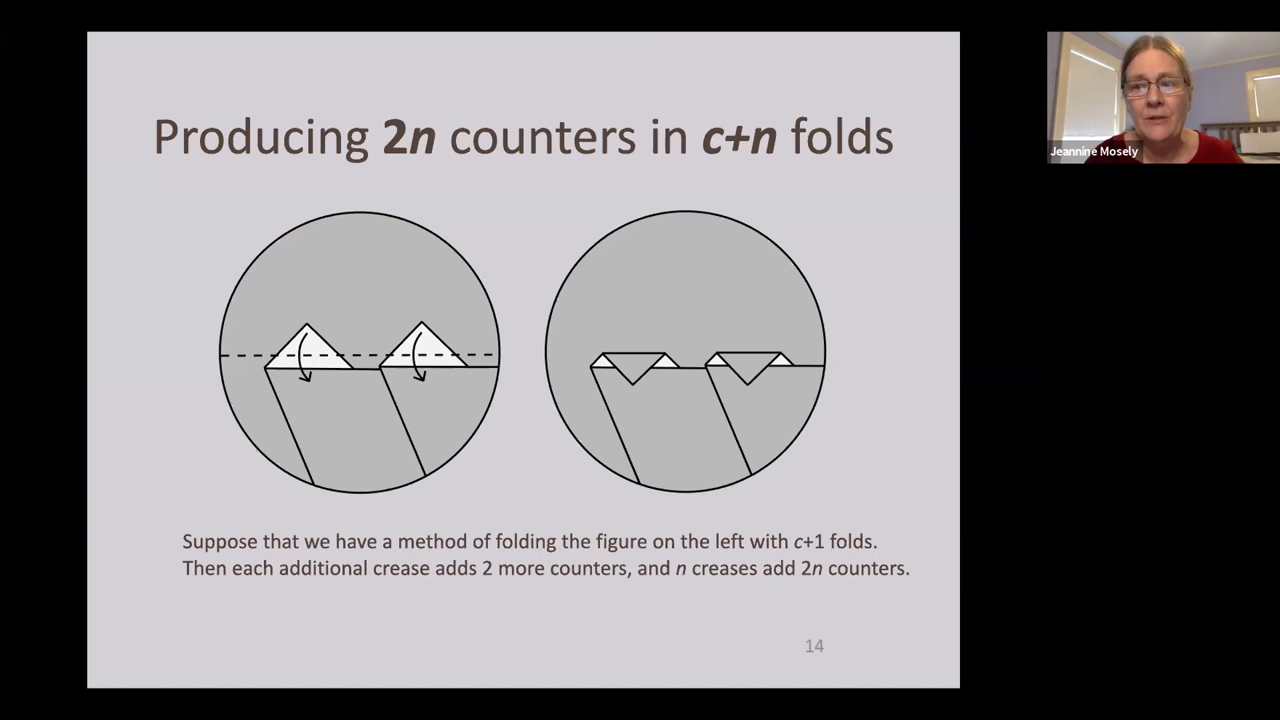 Producing 2n counters in c+n folds
Jeannine Mosely
Suppose that we have a method of folding the figure on the left with c+1 folds.
Then each additional crease adds 2 more counters, and n creases add 2n counters.
14